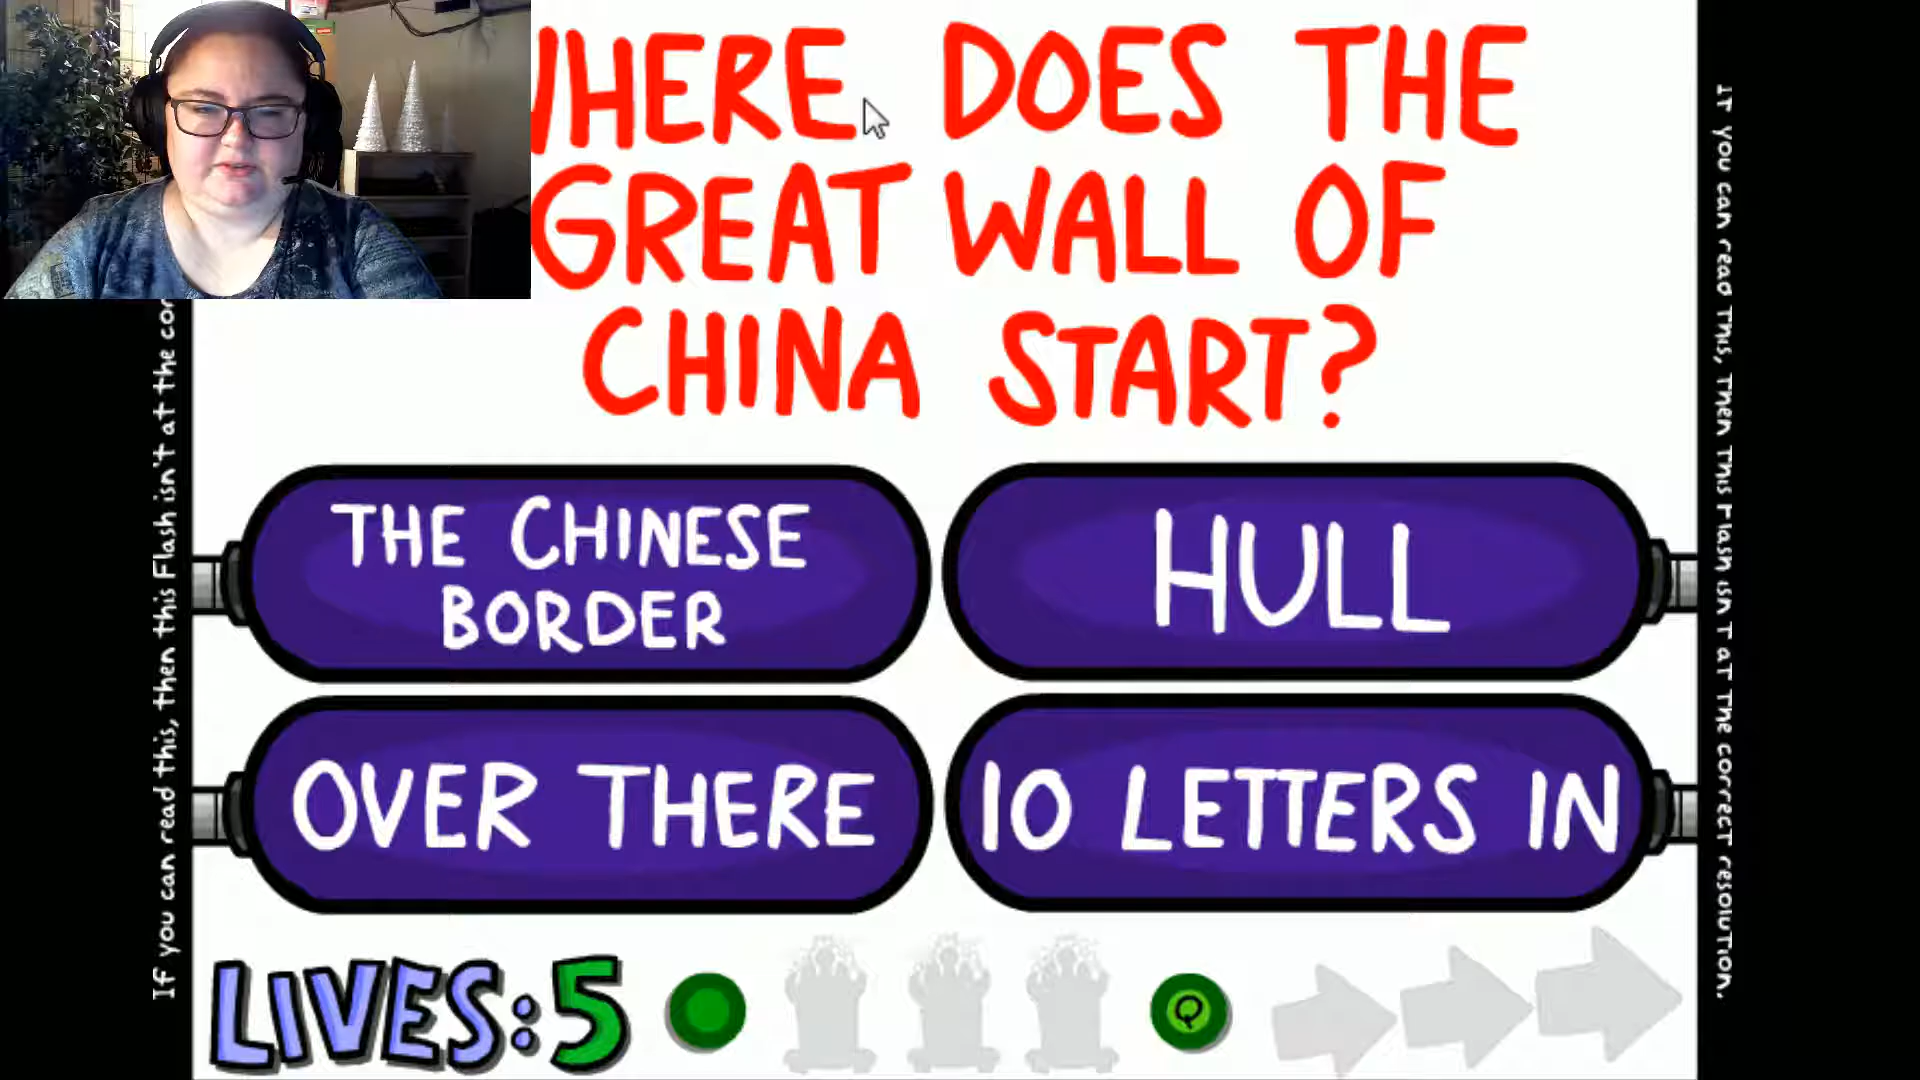 WHERE DOES THE
GREAT WALL OF
CHINA START?
THE CHINESE
BORDER
HULL
OVER THERE
10 LETTERS IN
LIVES:5
Q
If you can read this, then this Flash isn't at the cor
If you can read this, then this Flash isn't at the correct resolution.